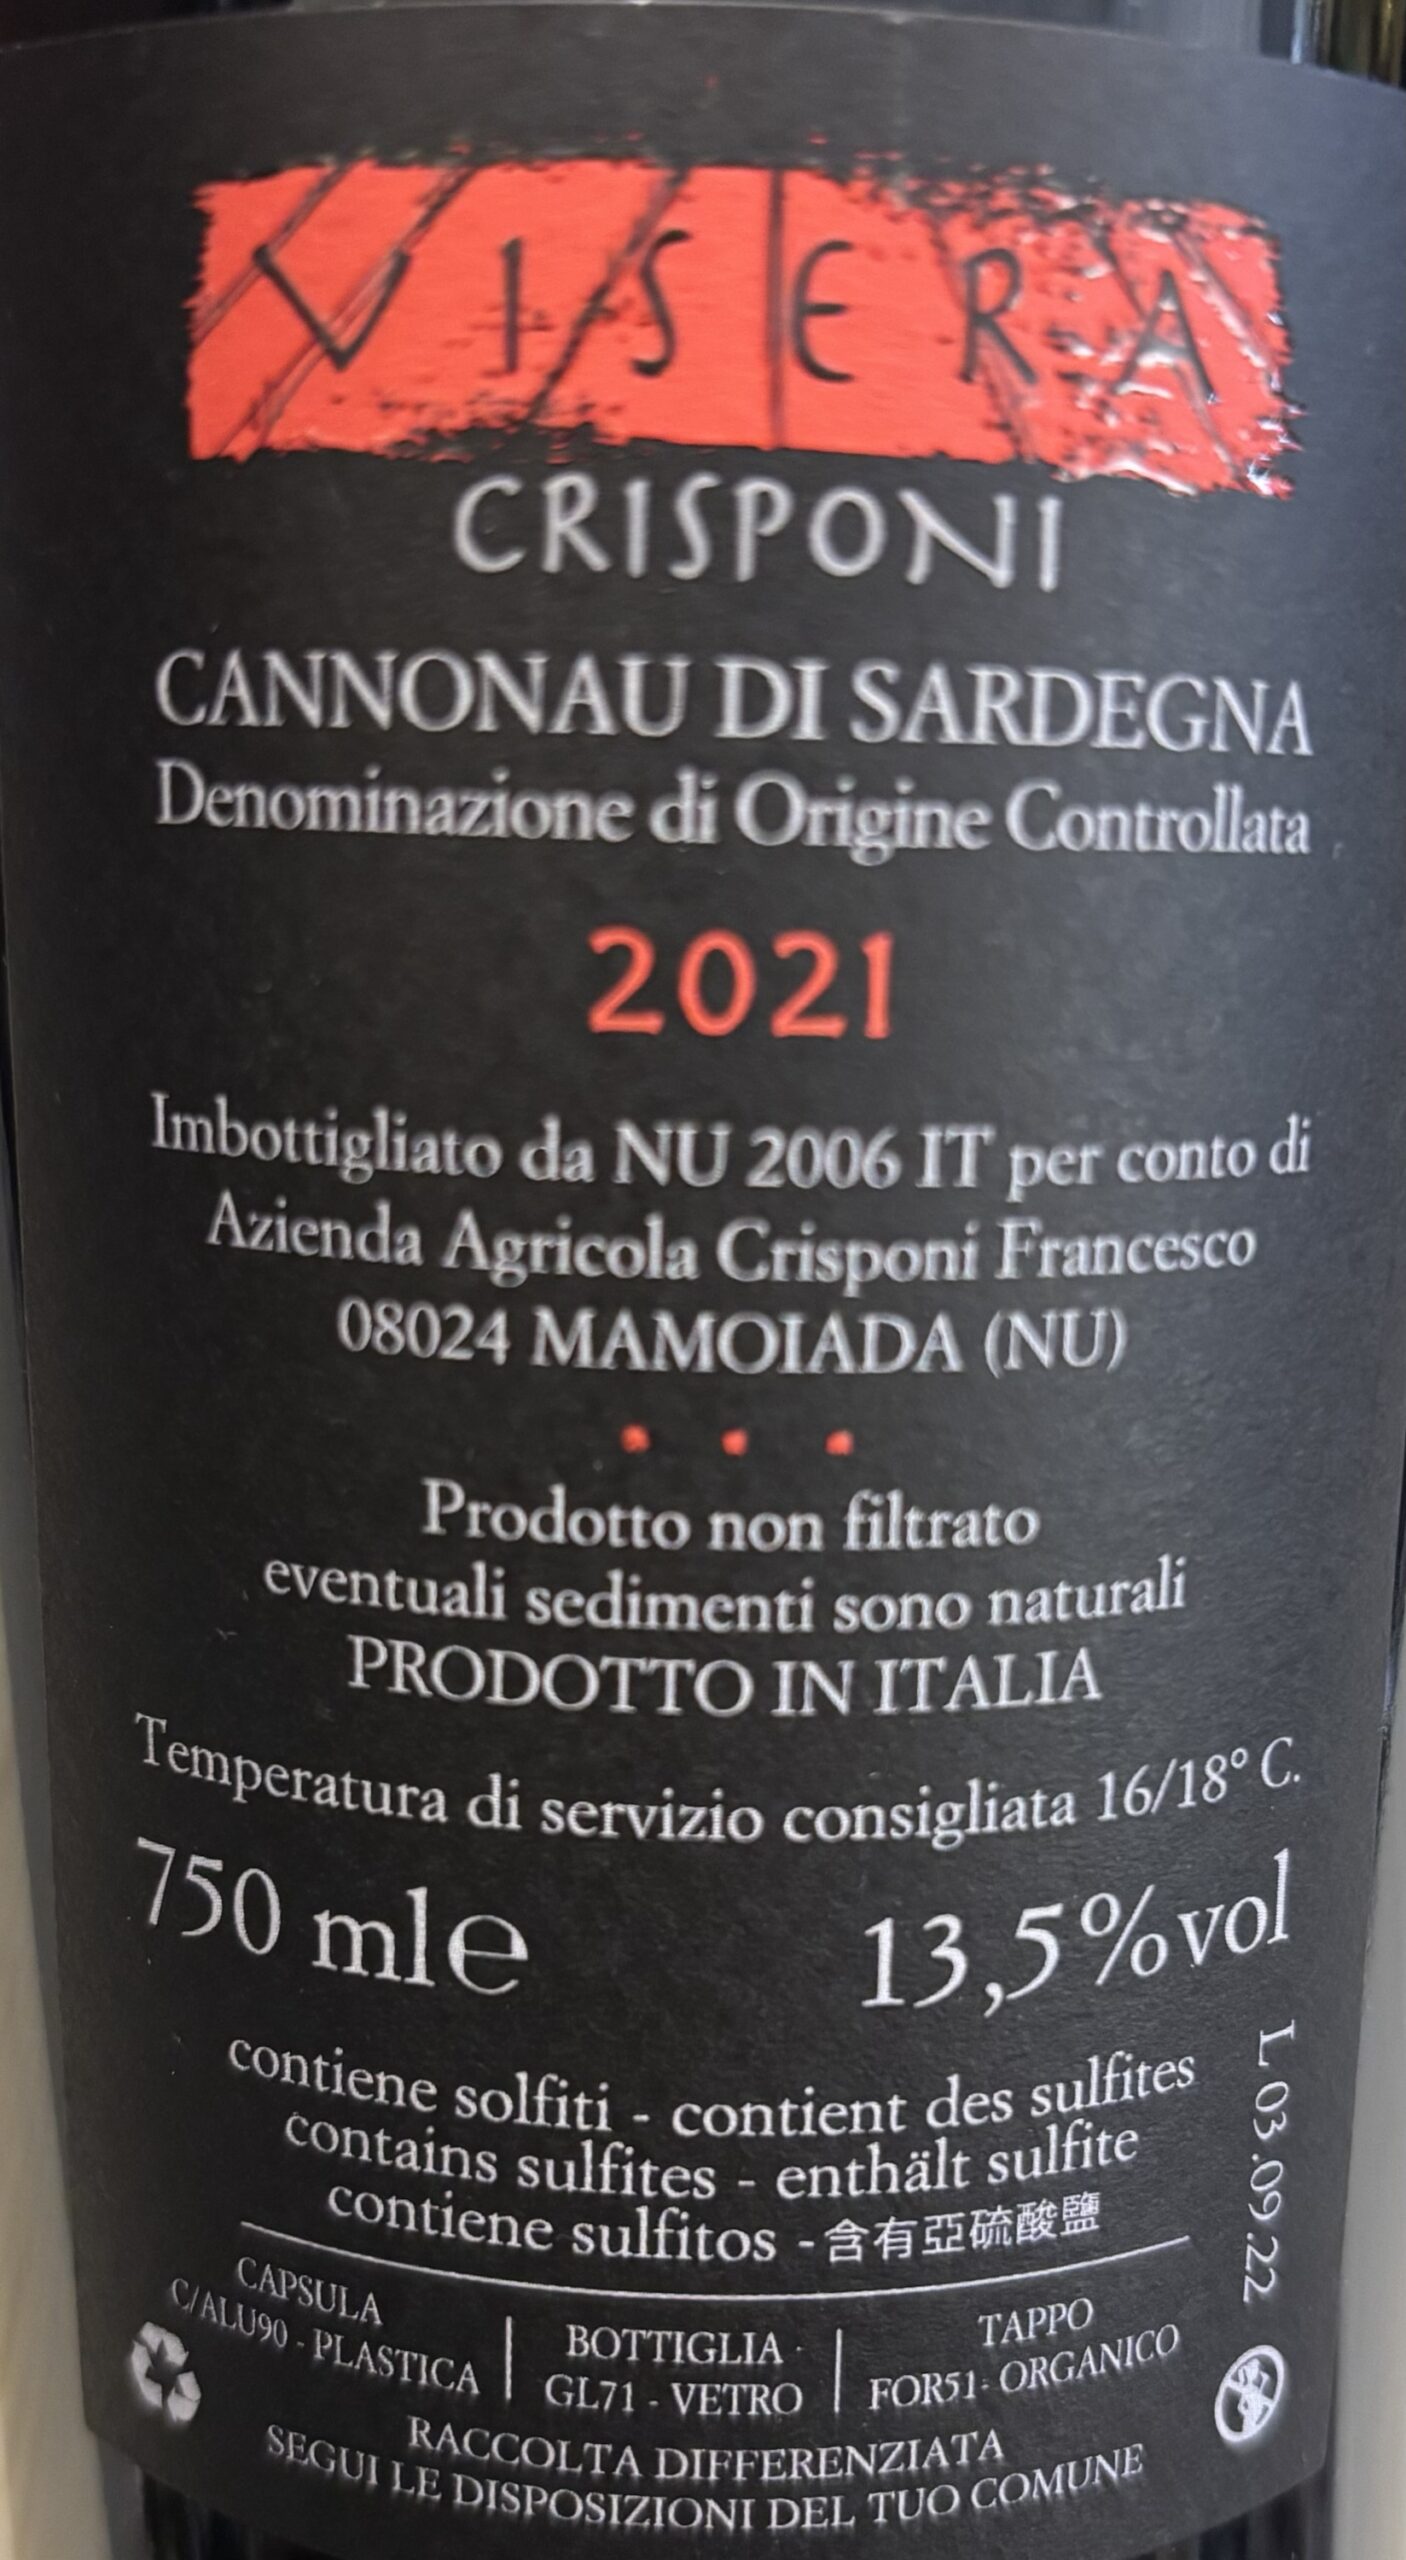 VISERA
CRISPONI
CANNONAU DI SARDEGNA
Denominazione di Origine Controllata
2021
Imbottigliato da NU 2006 IT per conto di
Azienda Agricola Crisponi Francesco
08024 MAMOIADA (NU)
Prodotto non filtrato
eventuali sedimenti sono naturali
PRODOTTO IN ITALIA
Temperatura di servizio consigliata 16/18° C.
750 ml e
13,5% vol
contiene solfiti - contient des sulfites
contains sulfites - enthält sulfite
contiene sulfitos - 含有亞硫酸鹽
L 03.09.22
CAPSULA
C/ALU90 - PLASTICA
BOTTIGLIA
GL71 - VETRO
TAPPO
FOR51- ORGANICO
RACCOLTA DIFFERENZIATA
SEGUI LE DISPOSIZIONI DEL TUO COMUNE